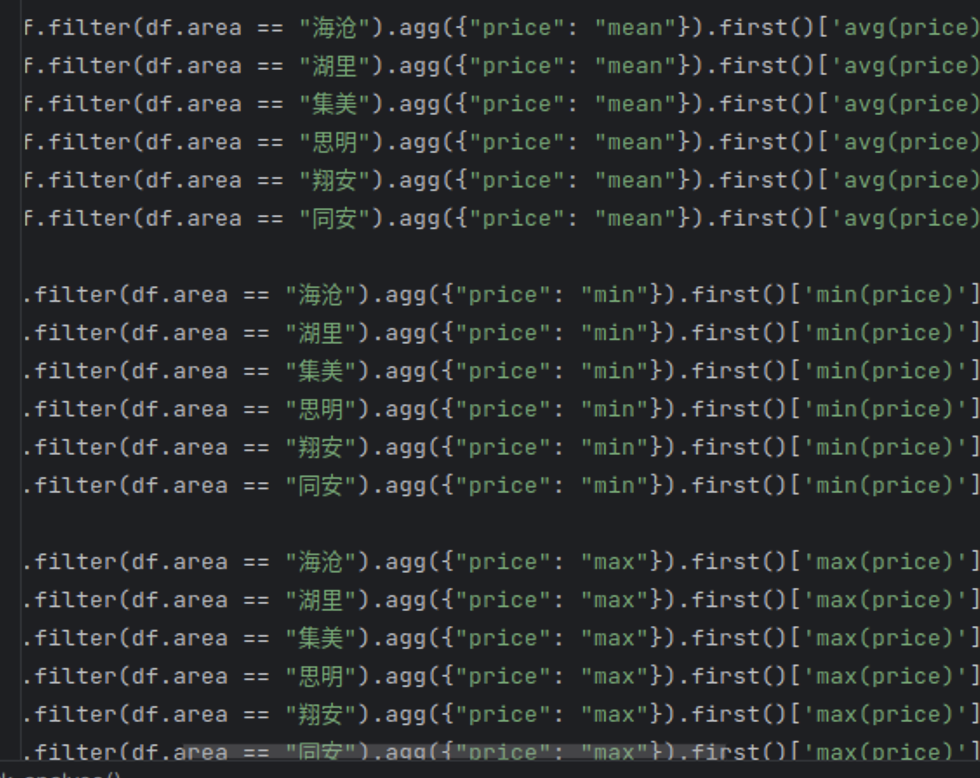 f.filter(df.area == "海沧").agg({"price": "mean"}).first()['avg(price)
f.filter(df.area == "湖里").agg({"price": "mean"}).first()['avg(price)
f.filter(df.area == "集美").agg({"price": "mean"}).first()['avg(price)
f.filter(df.area == "思明").agg({"price": "mean"}).first()['avg(price)
f.filter(df.area == "翔安").agg({"price": "mean"}).first()['avg(price)
f.filter(df.area == "同安").agg({"price": "mean"}).first()['avg(price)
.filter(df.area == "海沧").agg({"price": "min"}).first()['min(price)']
.filter(df.area == "湖里").agg({"price": "min"}).first()['min(price)']
.filter(df.area == "集美").agg({"price": "min"}).first()['min(price)']
.filter(df.area == "思明").agg({"price": "min"}).first()['min(price)']
.filter(df.area == "翔安").agg({"price": "min"}).first()['min(price)']
.filter(df.area == "同安").agg({"price": "min"}).first()['min(price)']
.filter(df.area == "海沧").agg({"price": "max"}).first()['max(price)']
.filter(df.area == "湖里").agg({"price": "max"}).first()['max(price)']
.filter(df.area == "集美").agg({"price": "max"}).first()['max(price)']
.filter(df.area == "思明").agg({"price": "max"}).first()['max(price)']
.filter(df.area == "翔安").agg({"price": "max"}).first()['max(price)']
.filter(df.area == "同安").agg({"price": "max"}).first()['max(price)']